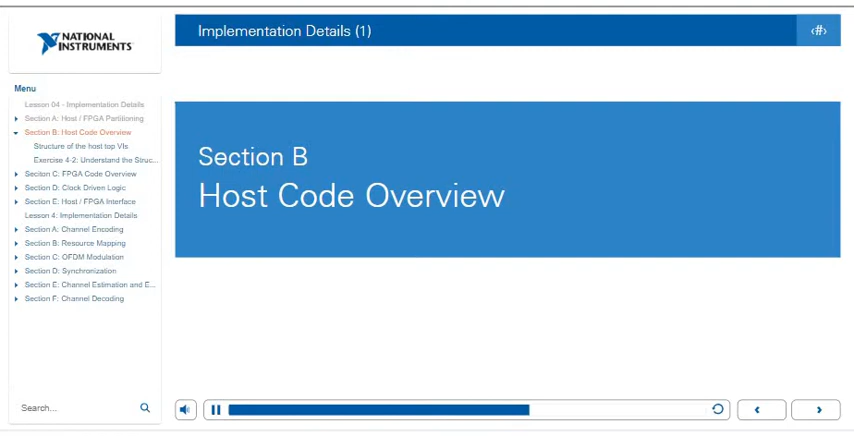 NATIONAL
INSTRUMENTS
Implementation Details (1)
‹#›
Menu
Lesson 04 - Implementation Details
Section A: Host / FPGA Partitioning
Section B: Host Code Overview
Structure of the host top VIs
Exercise 4-2: Understand the Struc...
Section C: FPGA Code Overview
Section D: Clock Driven Logic
Section E: Host / FPGA Interface
Lesson 4: Implementation Details
Section A: Channel Encoding
Section B: Resource Mapping
Section C: OFDM Modulation
Section D: Synchronization
Section E: Channel Estimation and E...
Section F: Channel Decoding
Search...
Section B
Host Code Overview